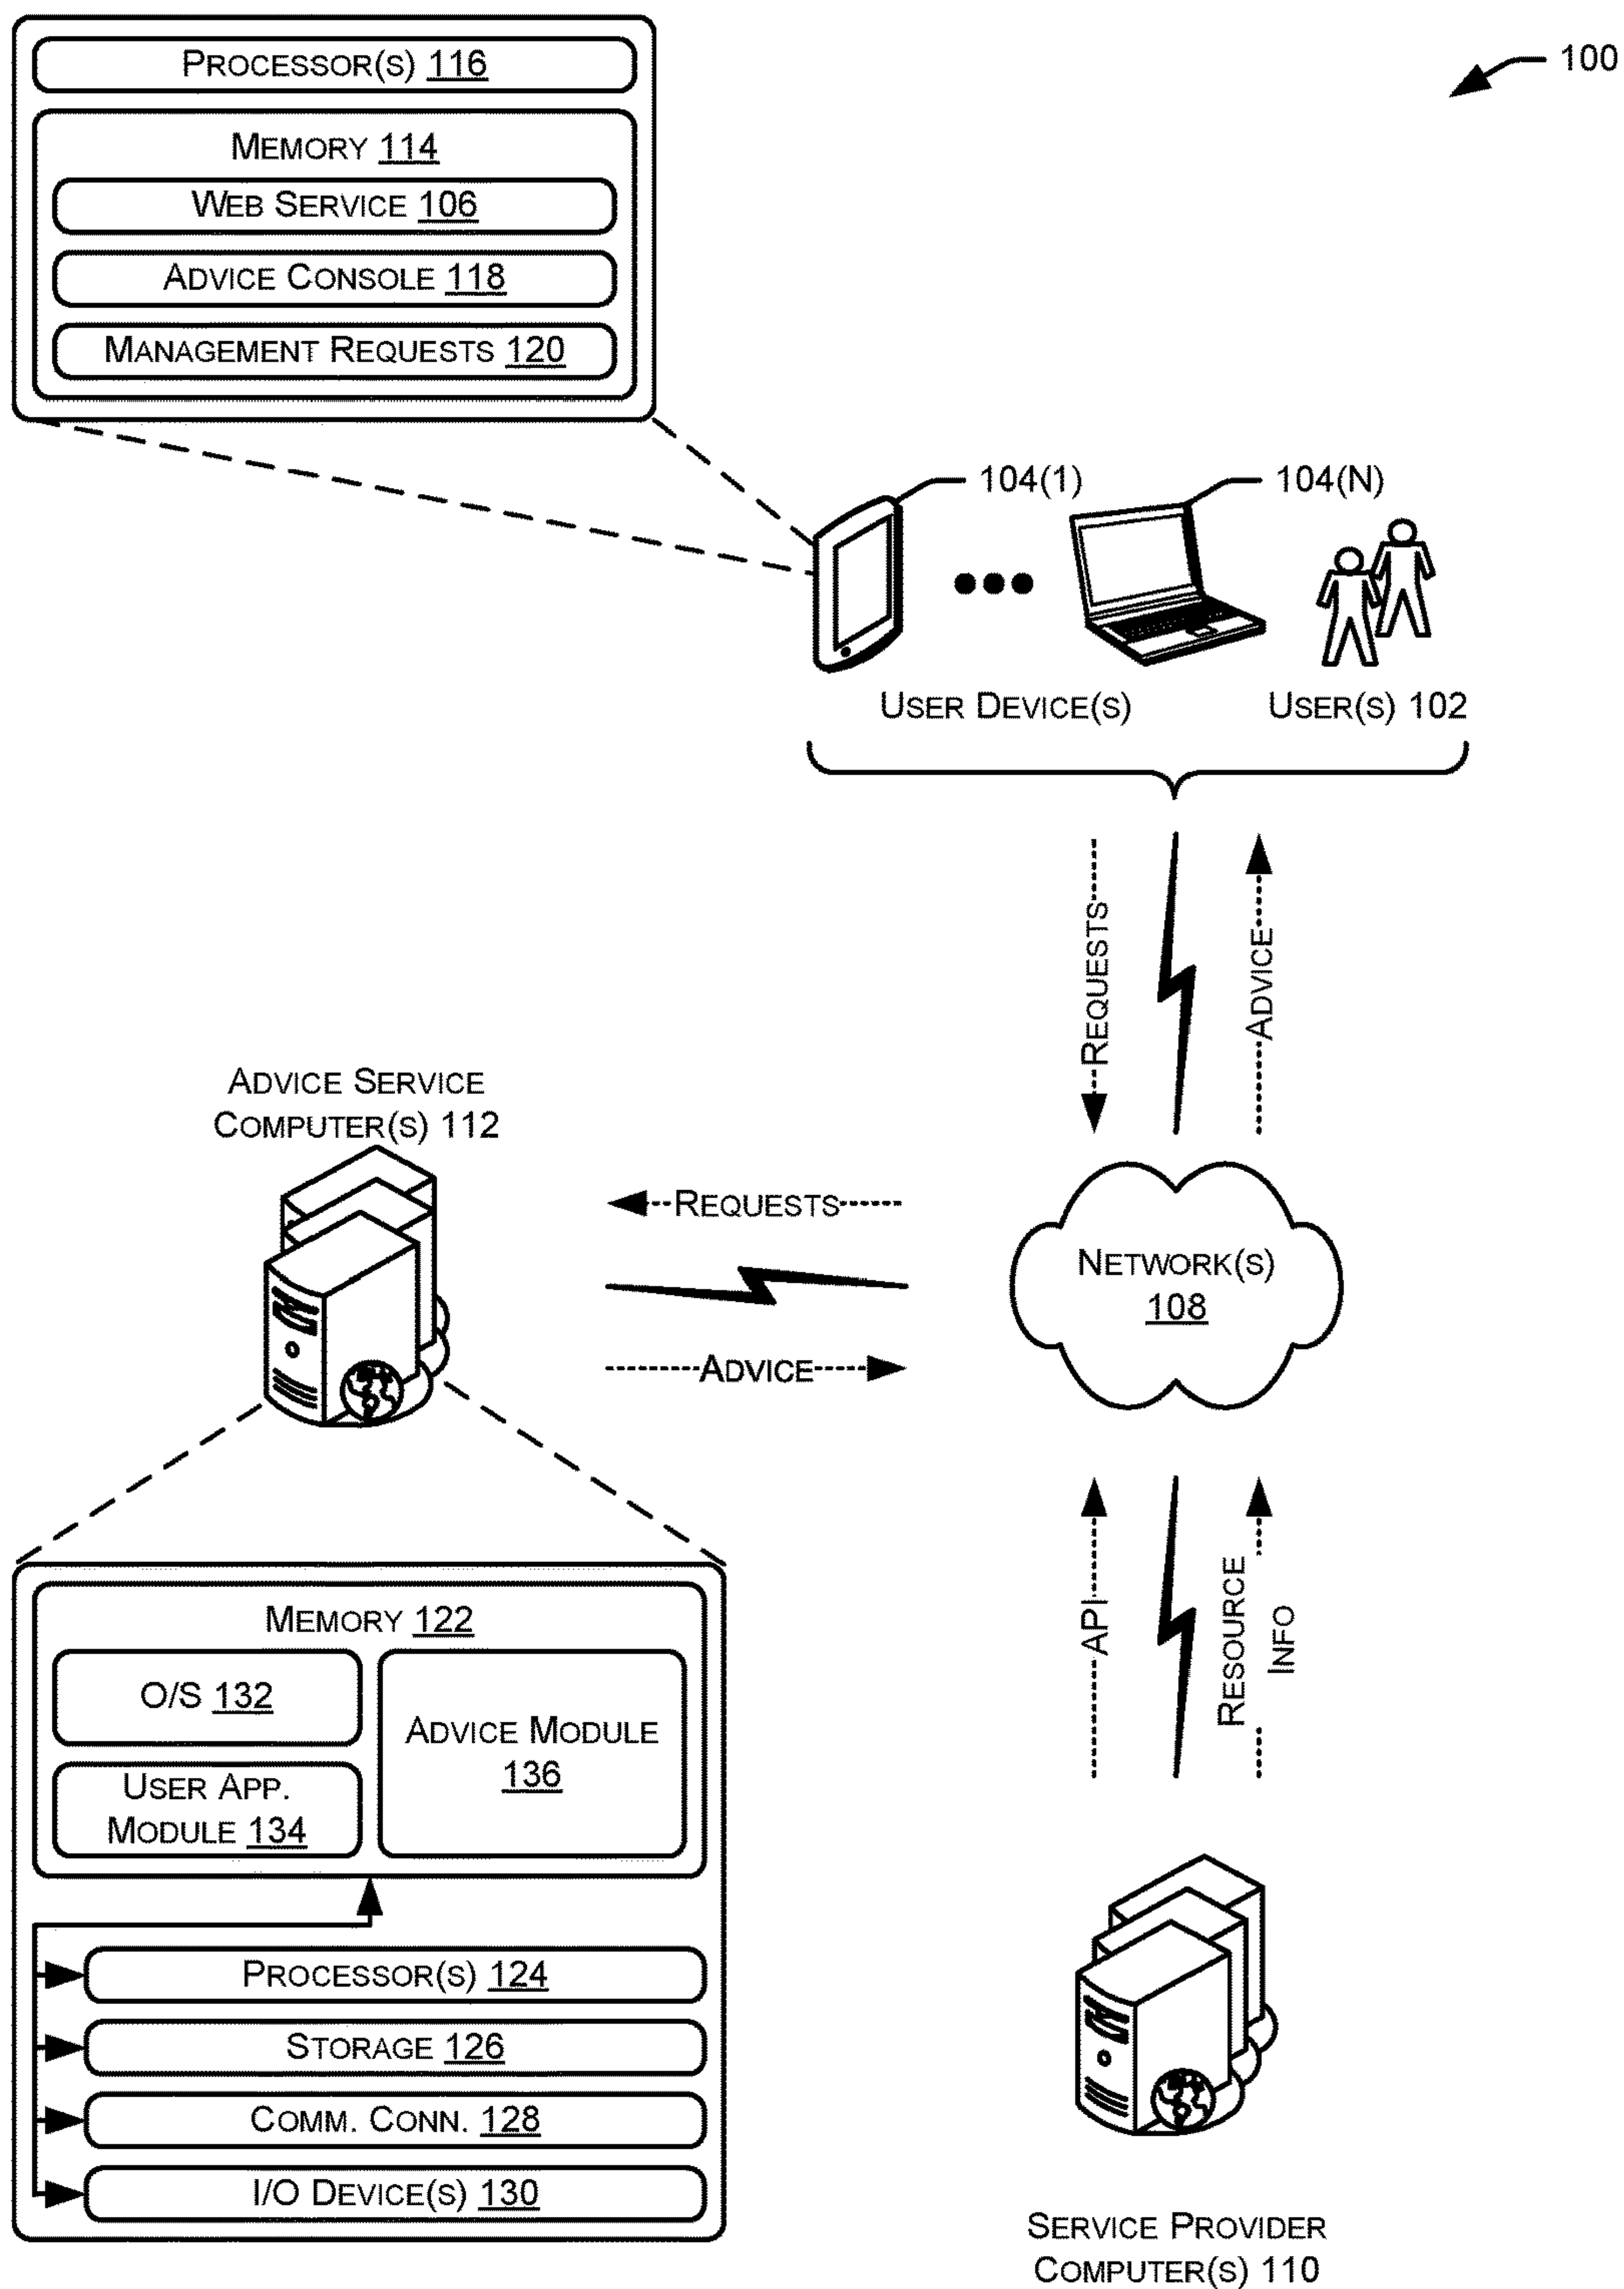 100
PROCESSOR(S) 116
MEMORY 114
WEB SERVICE 106
ADVICE CONSOLE 118
MANAGEMENT REQUESTS 120
104(1)
104(N)
USER DEVICE(S)
USER(S) 102
REQUESTS
ADVICE
ADVICE SERVICE
COMPUTER(S) 112
REQUESTS
ADVICE
NETWORK(S)
108
API
RESOURCE
INFO
MEMORY 122
O/S 132
USER APP.
MODULE 134
ADVICE MODULE
136
PROCESSOR(S) 124
STORAGE 126
COMM. CONN. 128
I/O DEVICE(S) 130
SERVICE PROVIDER
COMPUTER(S) 110